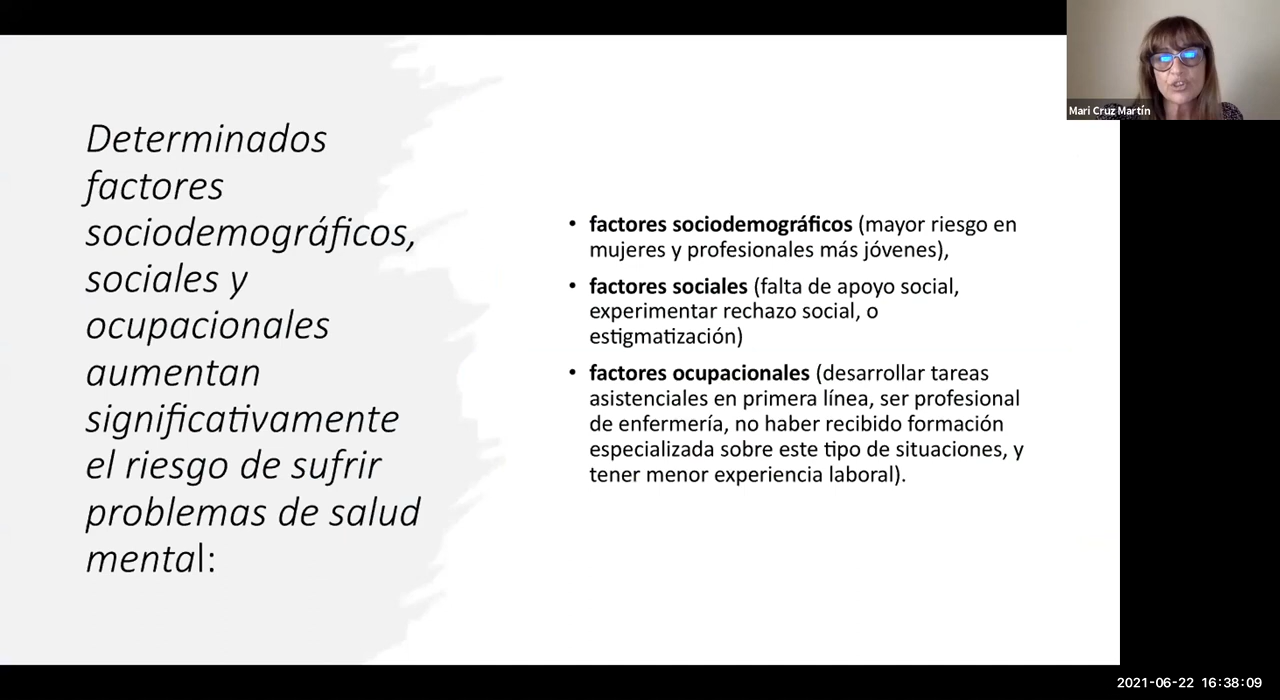 Mari Cruz Martín
Determinados
factores
sociodemográficos,
sociales y
ocupacionales
aumentan
significativamente
el riesgo de sufrir
problemas de salud
mental:
• factores sociodemográficos (mayor riesgo en
mujeres y profesionales más jóvenes),
• factores sociales (falta de apoyo social,
experimentar rechazo social, o
estigmatización)
• factores ocupacionales (desarrollar tareas
asistenciales en primera línea, ser profesional
de enfermería, no haber recibido formación
especializada sobre este tipo de situaciones, y
tener menor experiencia laboral).
2021-06-22 16:38:09